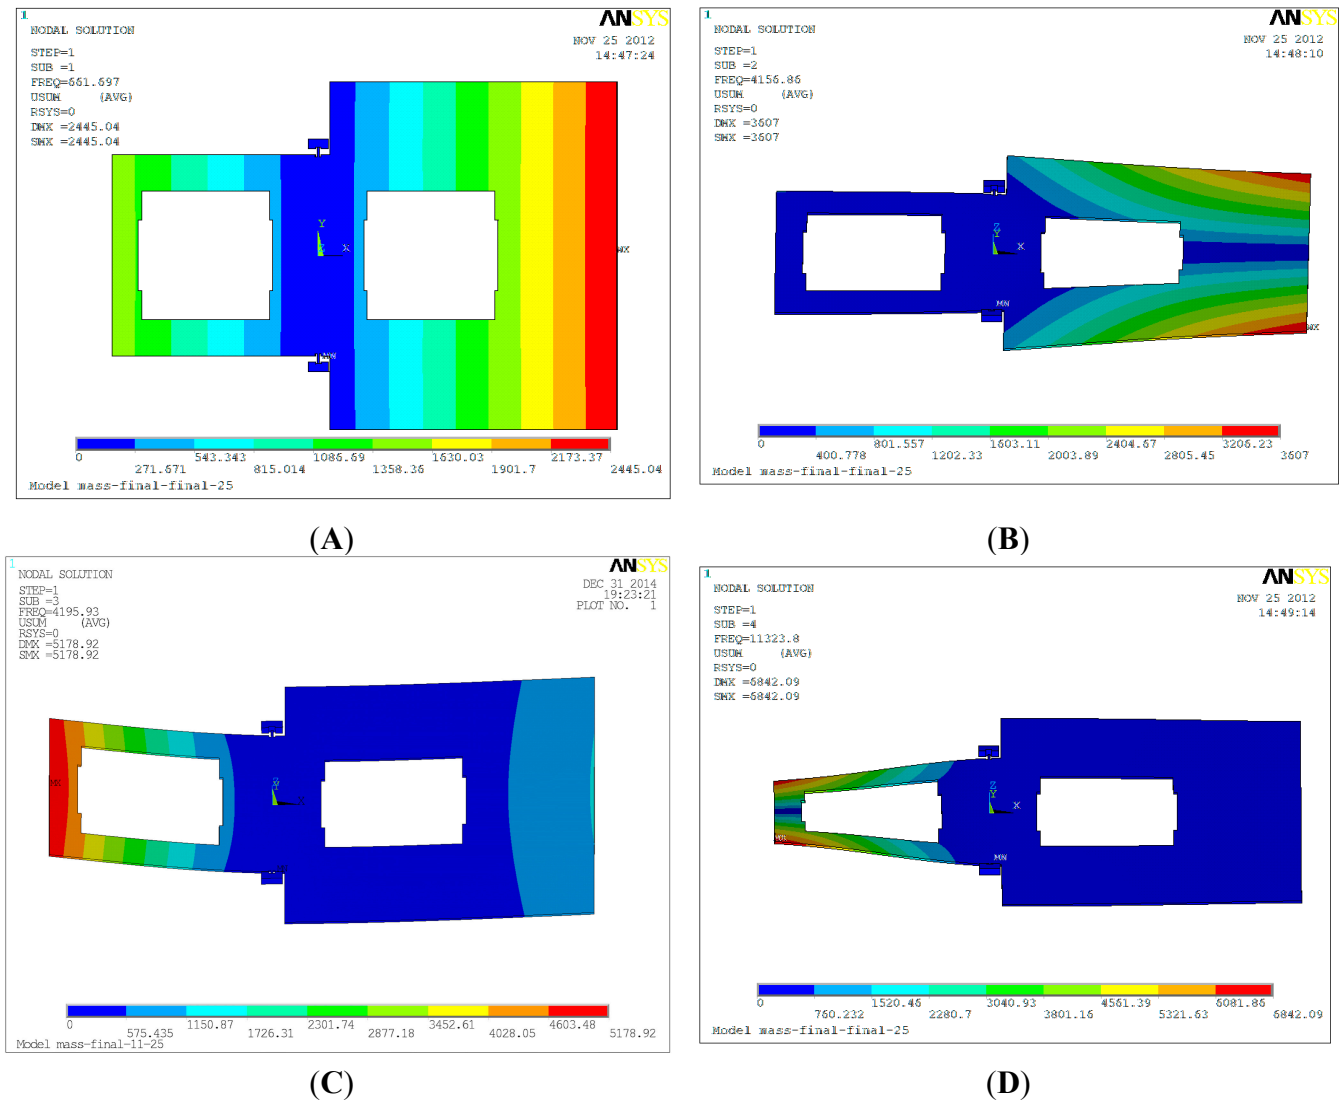 1
NODAL SOLUTION
STEP=1
SUB =1
FREQ=661.697
USUM (AVG)
RSYS=0
DMX =2445.04
SMX =2445.04
ANSYS
NOV 25 2012
14:47:24
Y
Z X
MX
MN
0 543.343 1086.69 1630.03 2173.37
271.671 815.014 1358.36 1901.7 2445.04
Model mass-final-final-25
(A)
1
NODAL SOLUTION
STEP=1
SUB =2
FREQ=4156.86
USUM (AVG)
RSYS=0
DMX =3607
SMX =3607
ANSYS
NOV 25 2012
14:48:10
Z
Y
X
MN
MX
0 801.557 1603.11 2404.67 3206.23
400.778 1202.33 2003.89 2805.45 3607
Model mass-final-final-25
(B)
1
NODAL SOLUTION
STEP=1
SUB =3
FREQ=4195.93
USUM (AVG)
RSYS=0
DMX =5178.92
SMX =5178.92
ANSYS
DEC 31 2014
19:23:21
PLOT NO. 1
MX
Z
Y
X
MN
0 1150.87 2301.74 3452.61 4603.48
575.435 1726.31 2877.18 4028.05 5178.92
Model mass-final-11-25
(C)
1
NODAL SOLUTION
STEP=1
SUB =4
FREQ=11323.8
USUM (AVG)
RSYS=0
DMX =6842.09
SMX =6842.09
ANSYS
NOV 25 2012
14:49:14
Z
Y
X
MX
MN
0 1520.46 3040.93 4561.39 6081.86
760.232 2280.7 3801.16 5321.63 6842.09
Model mass-final-final-25
(D)